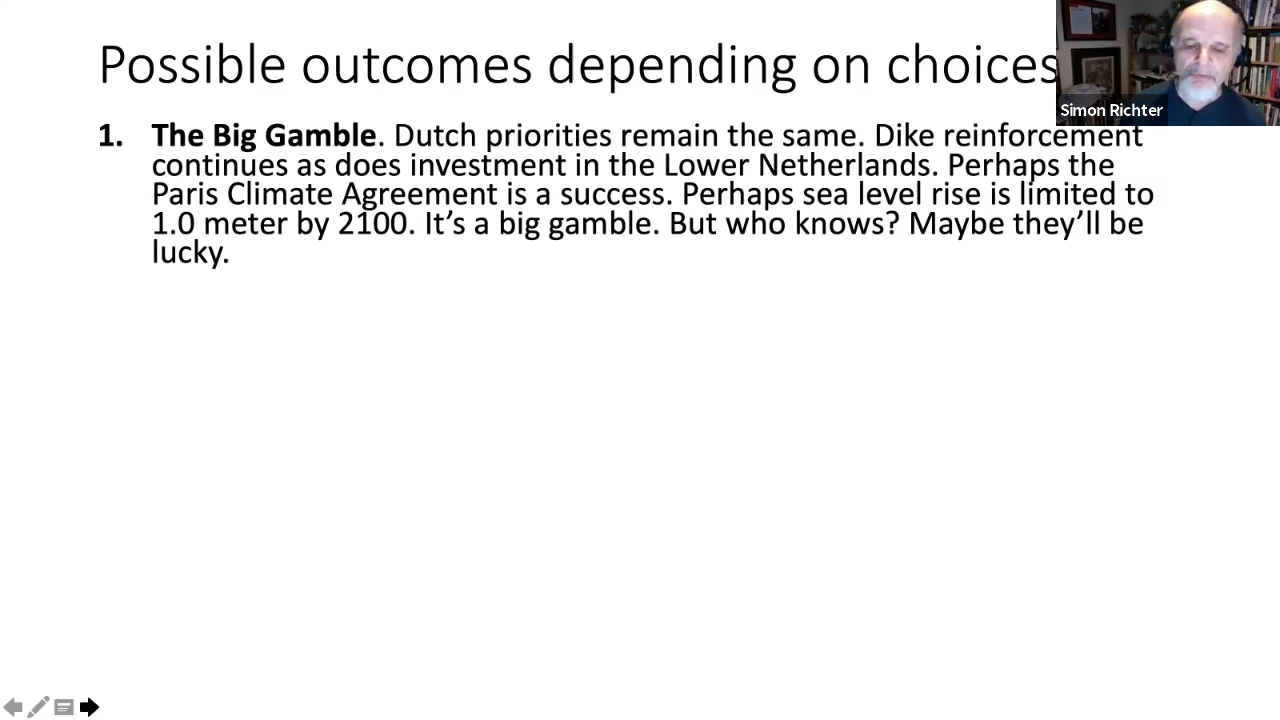 Possible outcomes depending on choices
Simon Richter
1. The Big Gamble. Dutch priorities remain the same. Dike reinforcement
continues as does investment in the Lower Netherlands. Perhaps the
Paris Climate Agreement is a success. Perhaps sea level rise is limited to
1.0 meter by 2100. It’s a big gamble. But who knows? Maybe they’ll be
lucky.